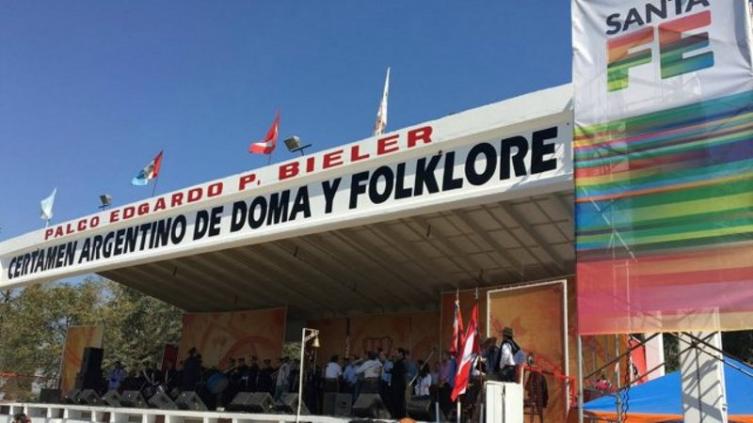 SANTA
FE
PALCO EDGARDO P. BIELER
CERTAMEN ARGENTINO DE DOMA Y FOLKLORE